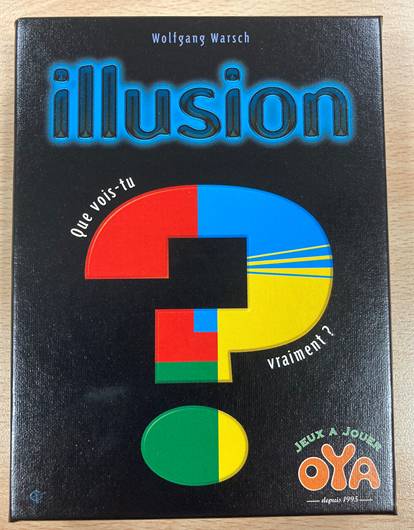 Wolfgang Warsch
illusion
Que vois-tu
?
vraiment ?
JEUX A JOUER
OYA
depuis 1995